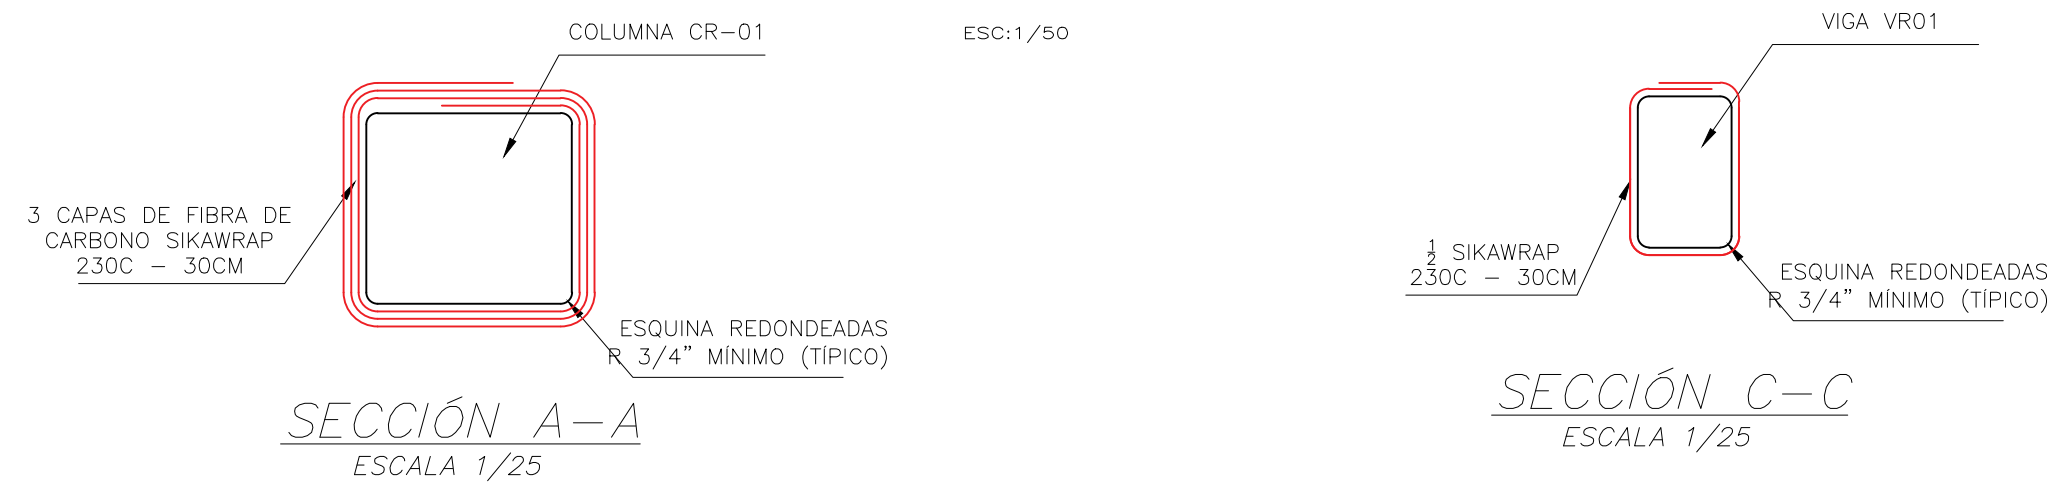 COLUMNA CR-01
3 CAPAS DE FIBRA DE
CARBONO SIKAWRAP
230C - 30CM
ESQUINA REDONDEADAS
R 3/4" MÍNIMO (TÍPICO)
SECCIÓN A-A
ESCALA 1/25
ESC:1/50
VIGA VR01
1/2 SIKAWRAP
230C - 30CM
ESQUINA REDONDEADAS
R 3/4" MÍNIMO (TÍPICO)
SECCIÓN C-C
ESCALA 1/25